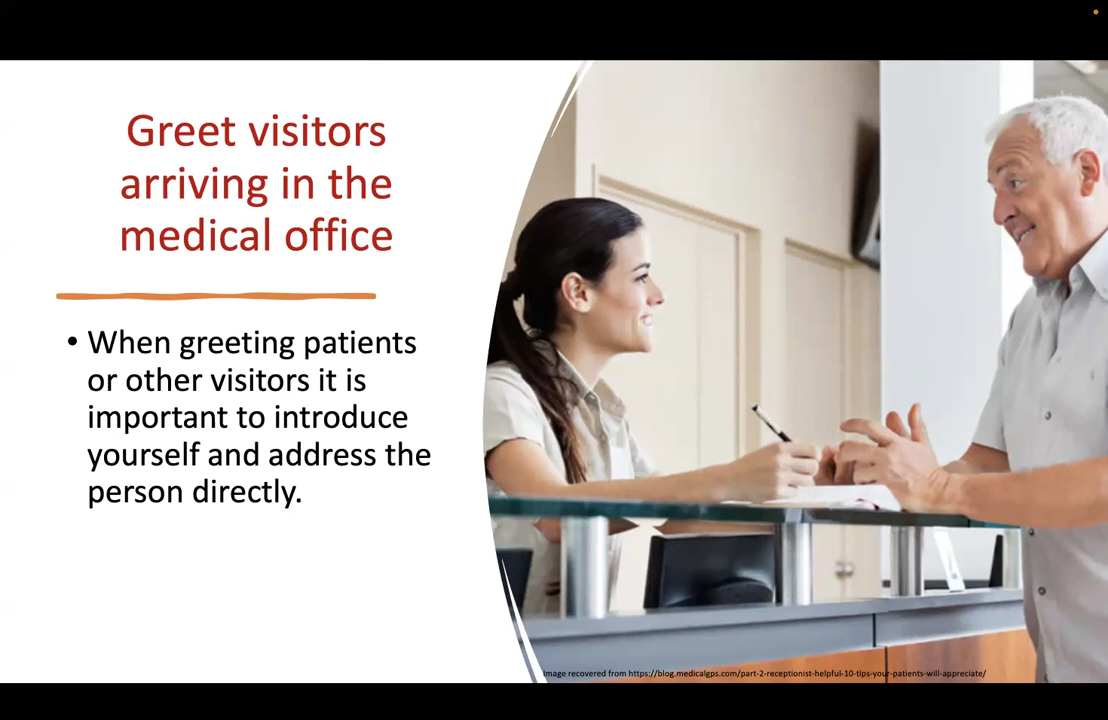 Greet visitors
arriving in the
medical office
• When greeting patients
or other visitors it is
important to introduce
yourself and address the
person directly.
Image recovered from https://blog.medicalgps.com/part-2-receptionist-helpful-10-tips-your-patients-will-appreciate/